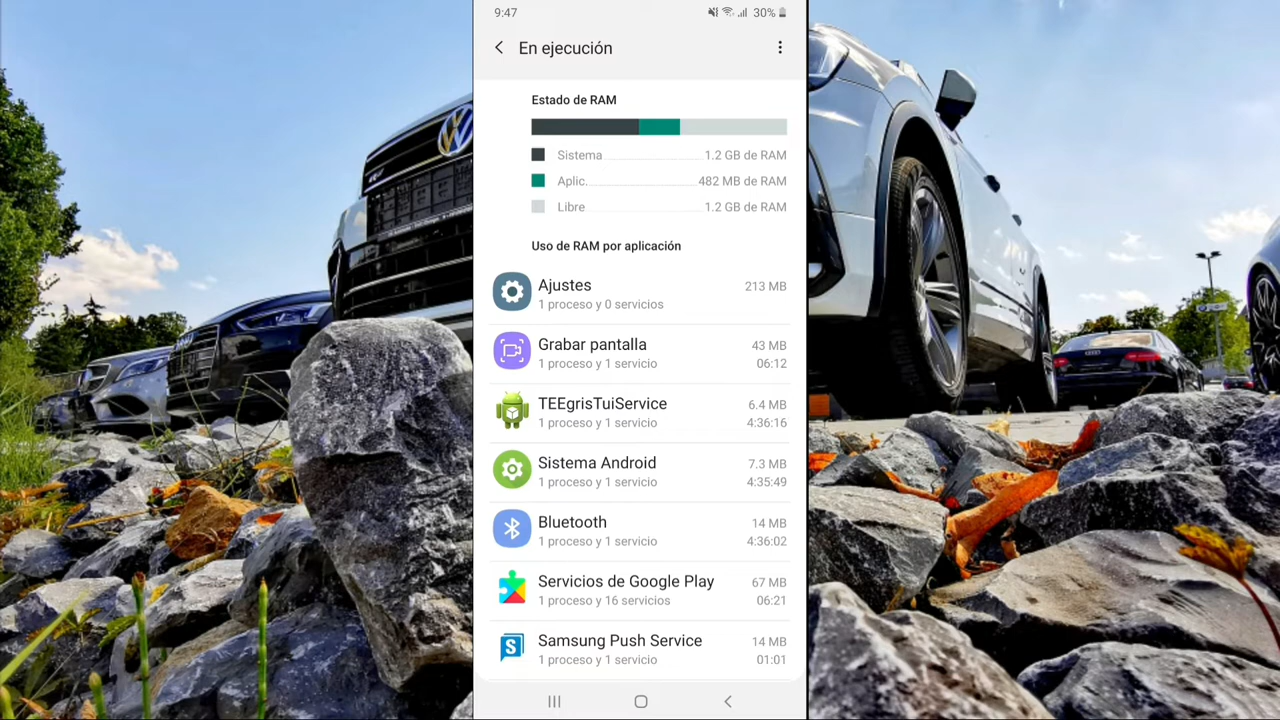 9:47
30%
En ejecución
Estado de RAM
Sistema 1.2 GB de RAM
Aplic. 482 MB de RAM
Libre 1.2 GB de RAM
Uso de RAM por aplicación
Ajustes 213 MB
1 proceso y 0 servicios
Grabar pantalla 43 MB
1 proceso y 1 servicio 06:12
TEEgrisTuiService 6.4 MB
1 proceso y 1 servicio 4:36:16
Sistema Android 7.3 MB
1 proceso y 1 servicio 4:35:49
Bluetooth 14 MB
1 proceso y 1 servicio 4:36:02
Servicios de Google Play 67 MB
1 proceso y 16 servicios 06:21
Samsung Push Service 14 MB
1 proceso y 1 servicio 01:01